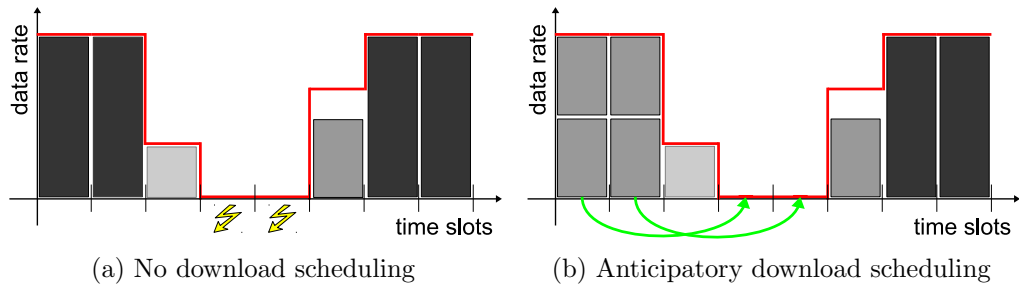 data rate
time slots
(a) No download scheduling
data rate
time slots
(b) Anticipatory download scheduling